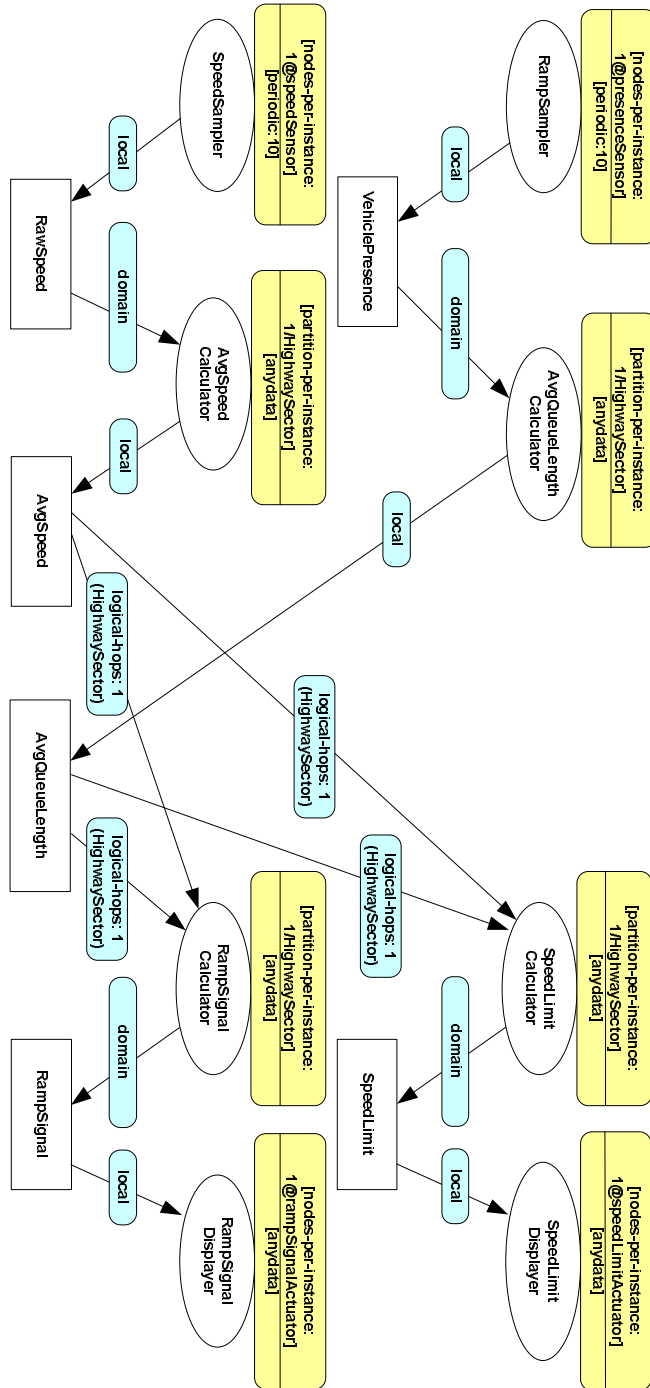 [nodes-per-instance:
1@presenceSensor]
[periodic:10]
[partition-per-instance:
1/HighwaySector]
[anydata]
[partition-per-instance:
1/HighwaySector]
[anydata]
[nodes-per-instance:
1@speedLimitActuator]
[anydata]
RampSampler
AvgQueueLength
Calculator
SpeedLimit
Calculator
SpeedLimit
Displayer
local
domain
domain
local
VehiclePresence
local
logical-hops: 1
(HighwaySector)
SpeedLimit
logical-hops: 1
(HighwaySector)
[nodes-per-instance:
1@speedSensor]
[periodic:10]
[partition-per-instance:
1/HighwaySector]
[anydata]
[partition-per-instance:
1/HighwaySector]
[anydata]
[nodes-per-instance:
1@rampSignalActuator]
[anydata]
SpeedSampler
AvgSpeed
Calculator
RampSignal
Calculator
RampSignal
Displayer
local
domain
local
logical-hops: 1
(HighwaySector)
logical-hops: 1
(HighwaySector)
domain
local
RawSpeed
AvgSpeed
AvgQueueLength
RampSignal